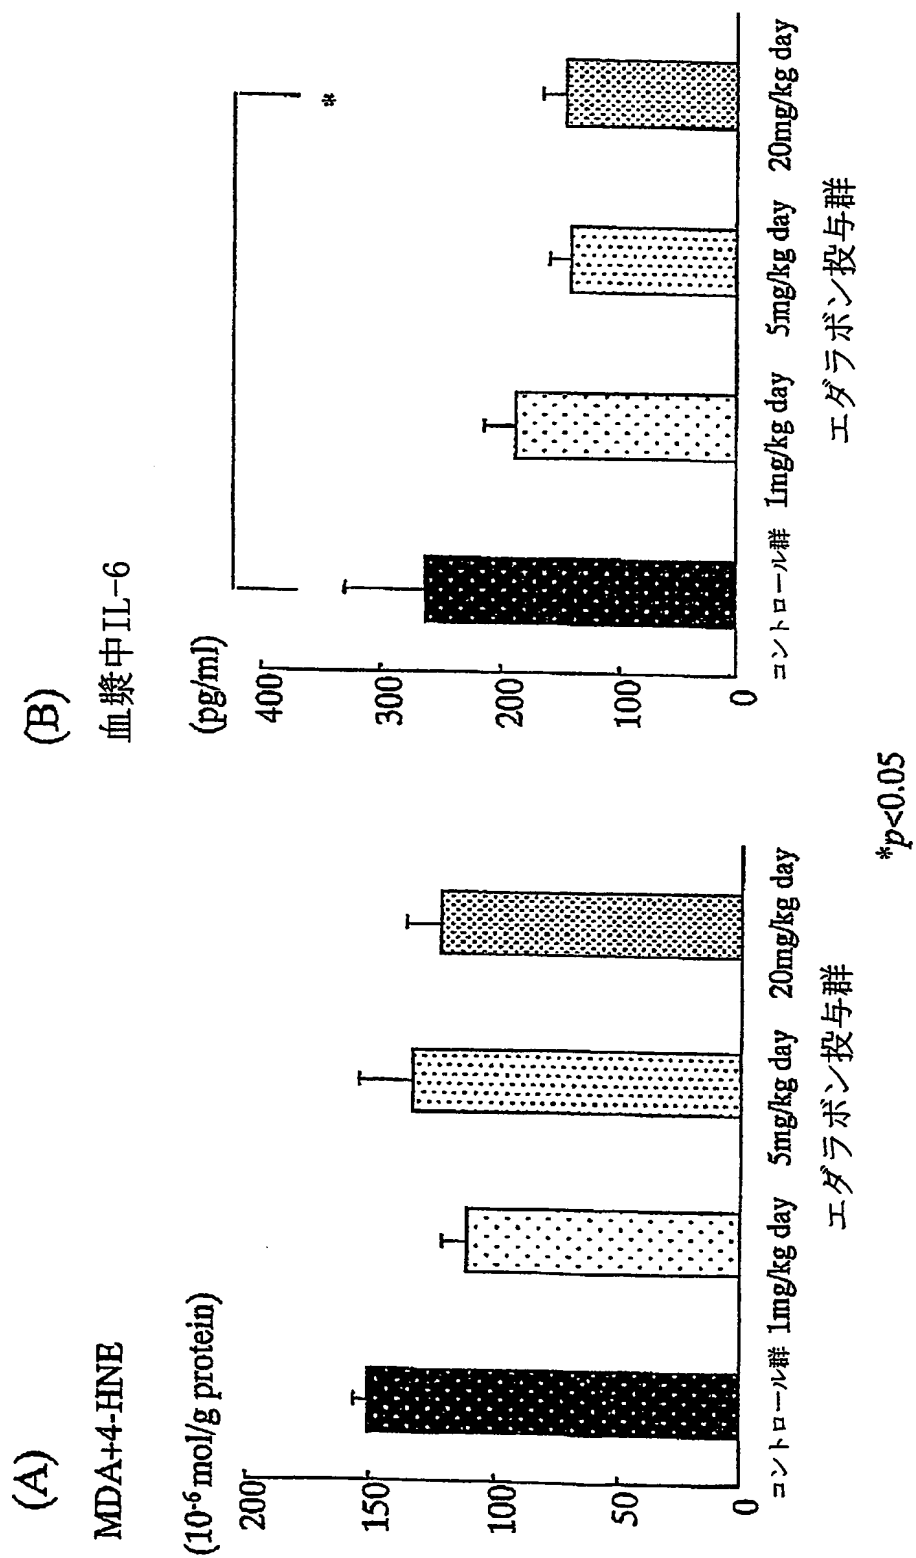 (A)
MDA+4-HNE
(10⁻⁶ mol/g protein)
200
150
100
50
0
コントロール群 1mg/kg day 5mg/kg day 20mg/kg day
エダラボン投与群
(B)
血漿中IL-6
(pg/ml)
400
300
200
100
0
*
コントロール群 1mg/kg day 5mg/kg day 20mg/kg day
エダラボン投与群
*p<0.05